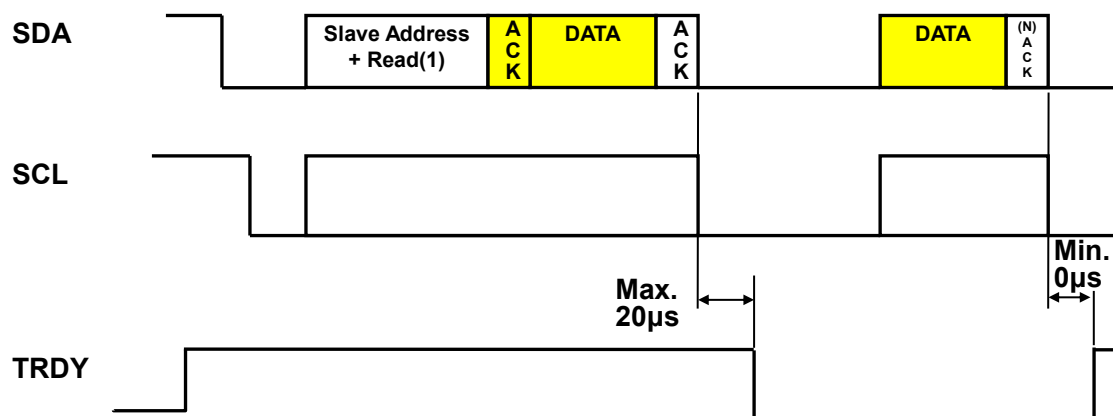 SDA
Slave Address
+ Read(1)
A
C
K
DATA
A
C
K
DATA
(N)
A
C
K
SCL
Max.
20µs
Min.
0µs
TRDY